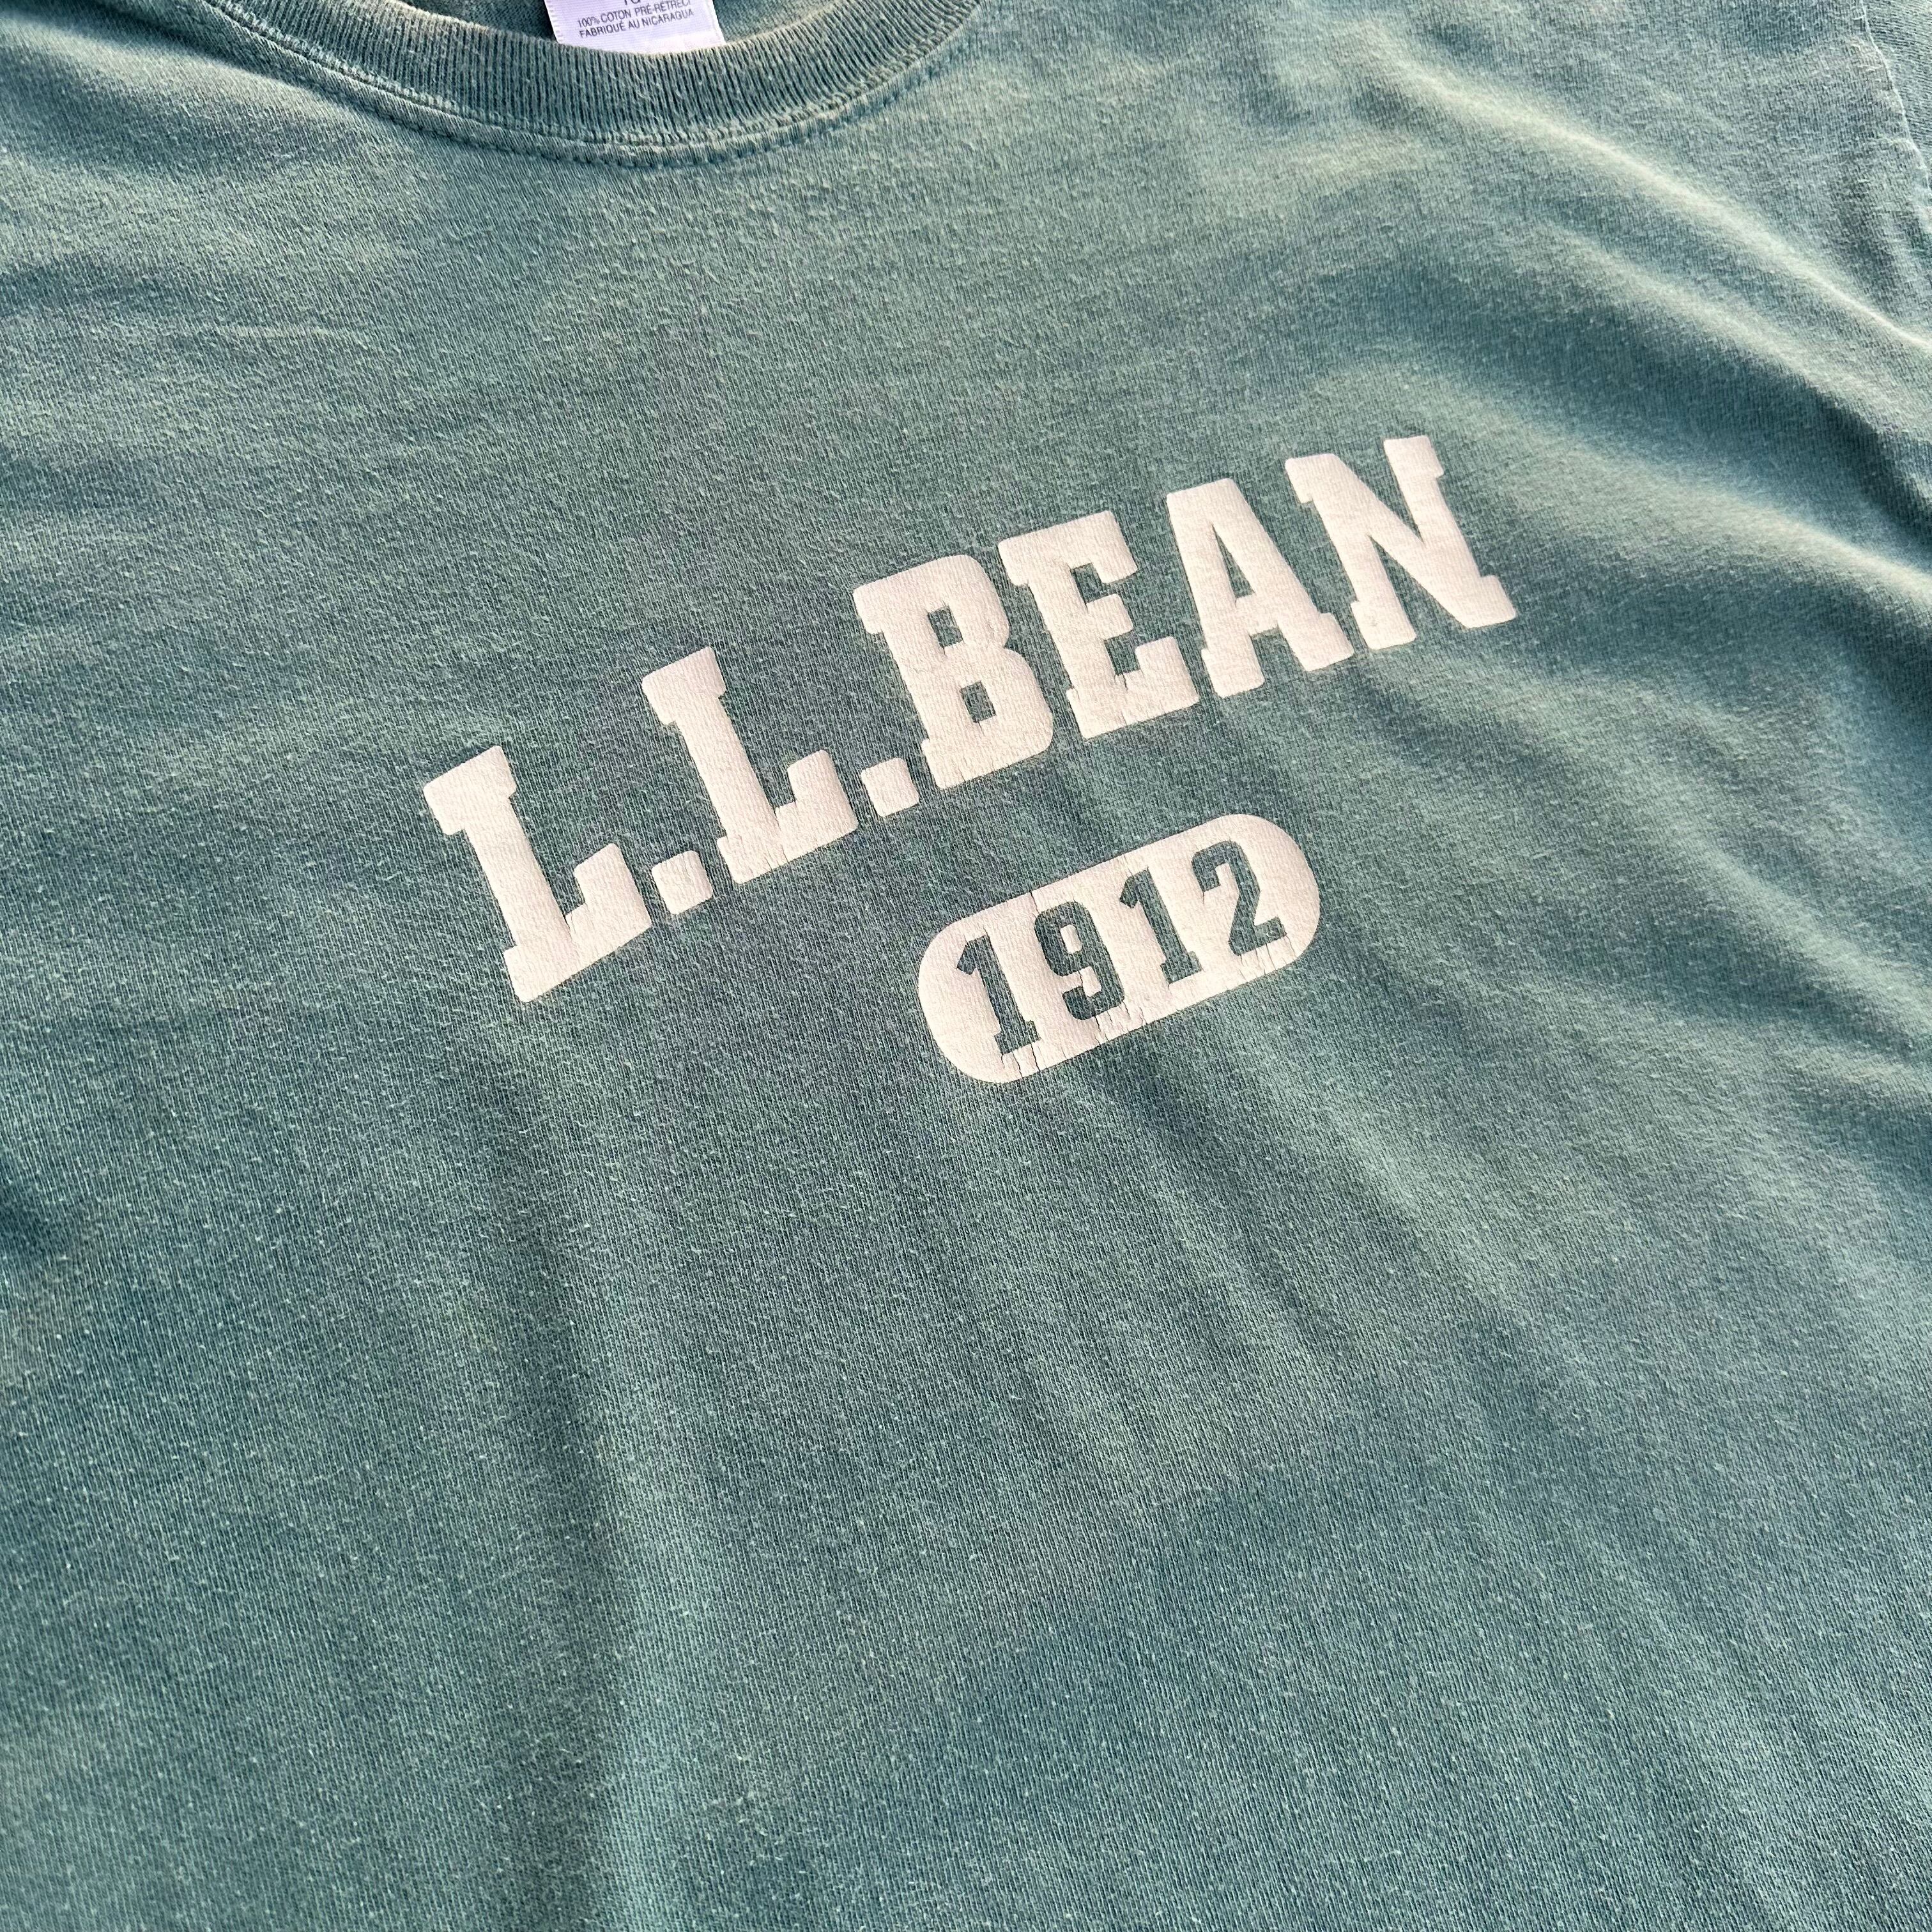 100% COTON PRÉ-RÉTRÉCI
FABRIQUÉ AU NICARAGUA
L.L.BEAN
1912